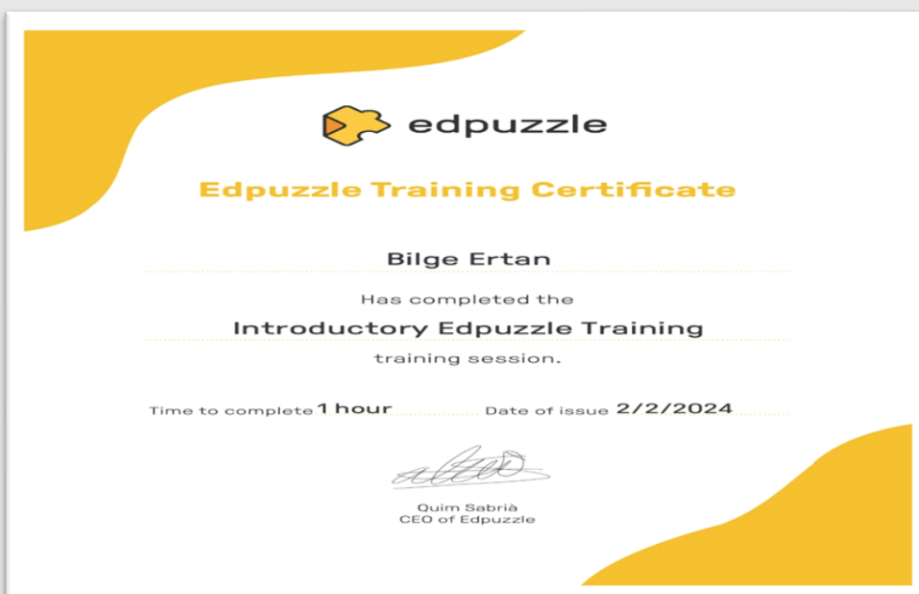 edpuzzle
Edpuzzle Training Certificate
Bilge Ertan
Has completed the
Introductory Edpuzzle Training
training session.
Time to complete 1 hour Date of issue 2/2/2024
Quim Sabrià
CEO of Edpuzzle